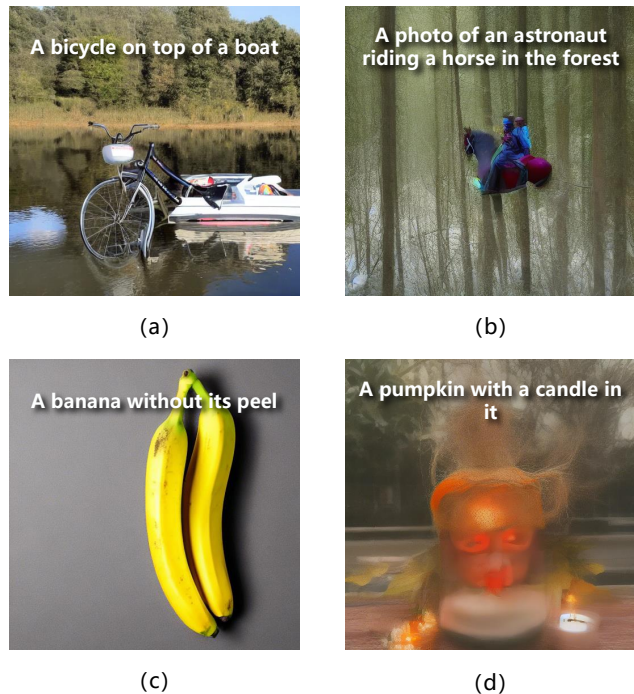 A bicycle on top of a boat
A photo of an astronaut
riding a horse in the forest
(a)
(b)
A banana without its peel
A pumpkin with a candle in
it
(c)
(d)